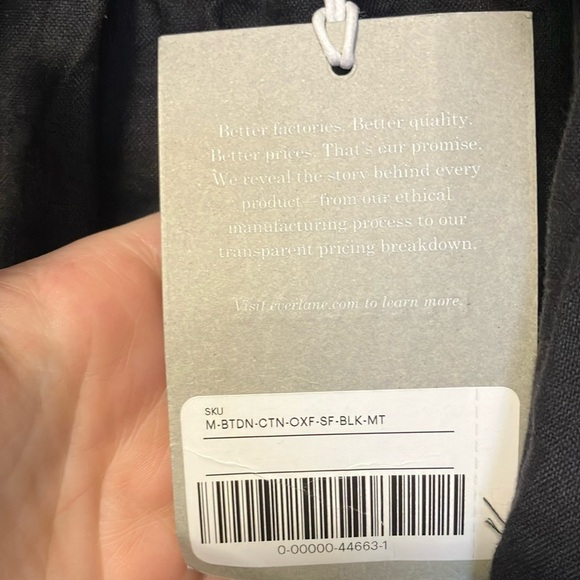 Better factories. Better quality.
Better prices. That's our promise.
We reveal the story behind every
product—from our ethical
manufacturing process to our
transparent pricing breakdown.
Visit everlane.com to learn more.
SKU
M-BTDN-CTN-OXF-SF-BLK-MT
0-00000-44663-1